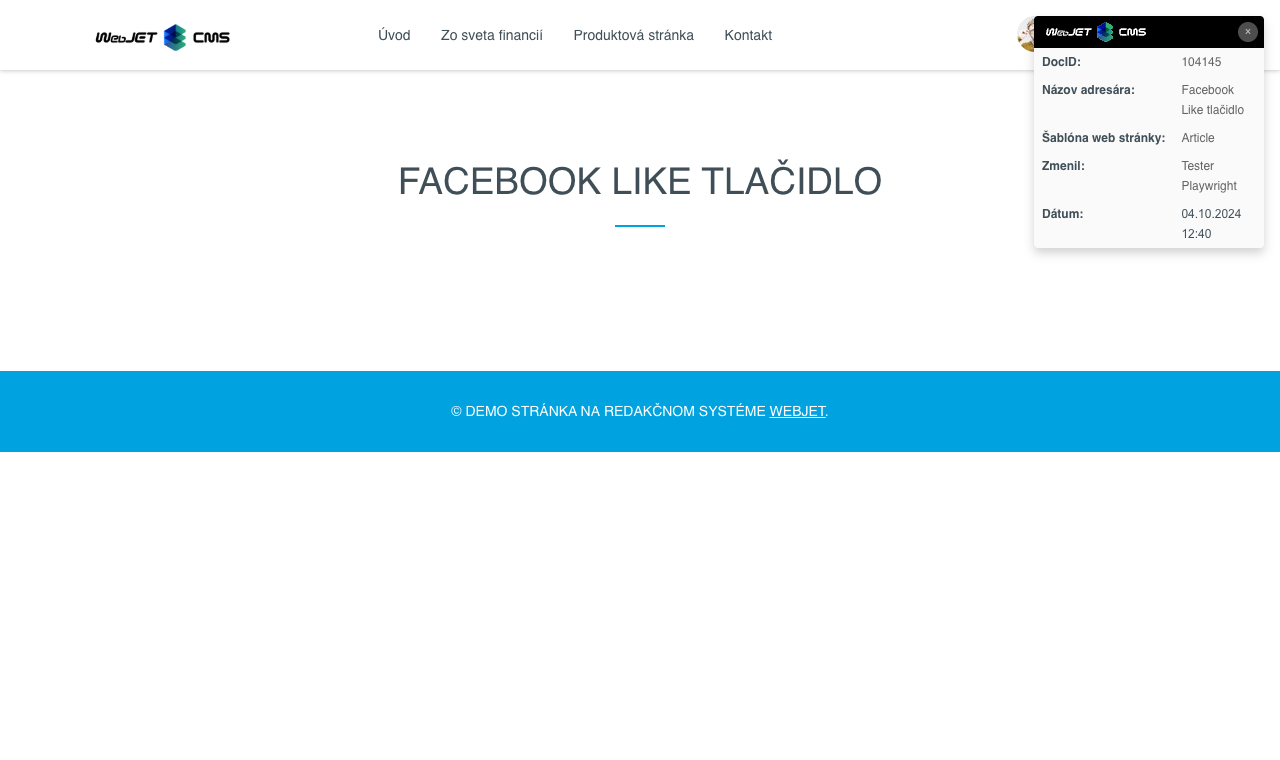 WebJET CMS
Úvod
Zo sveta financií
Produktová stránka
Kontakt
WebJET CMS
×
DocID: 104145
Názov adresára: Facebook
Like tlačidlo
Šablóna web stránky: Article
Zmenil: Tester
Playwright
Dátum: 04.10.2024
12:40
FACEBOOK LIKE TLAČIDLO
© DEMO STRÁNKA NA REDAKČNOM SYSTÉME WEBJET.